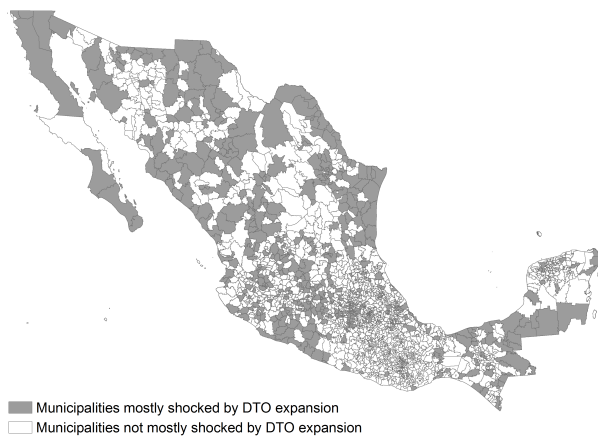 Municipalities mostly shocked by DTO expansion
Municipalities not mostly shocked by DTO expansion